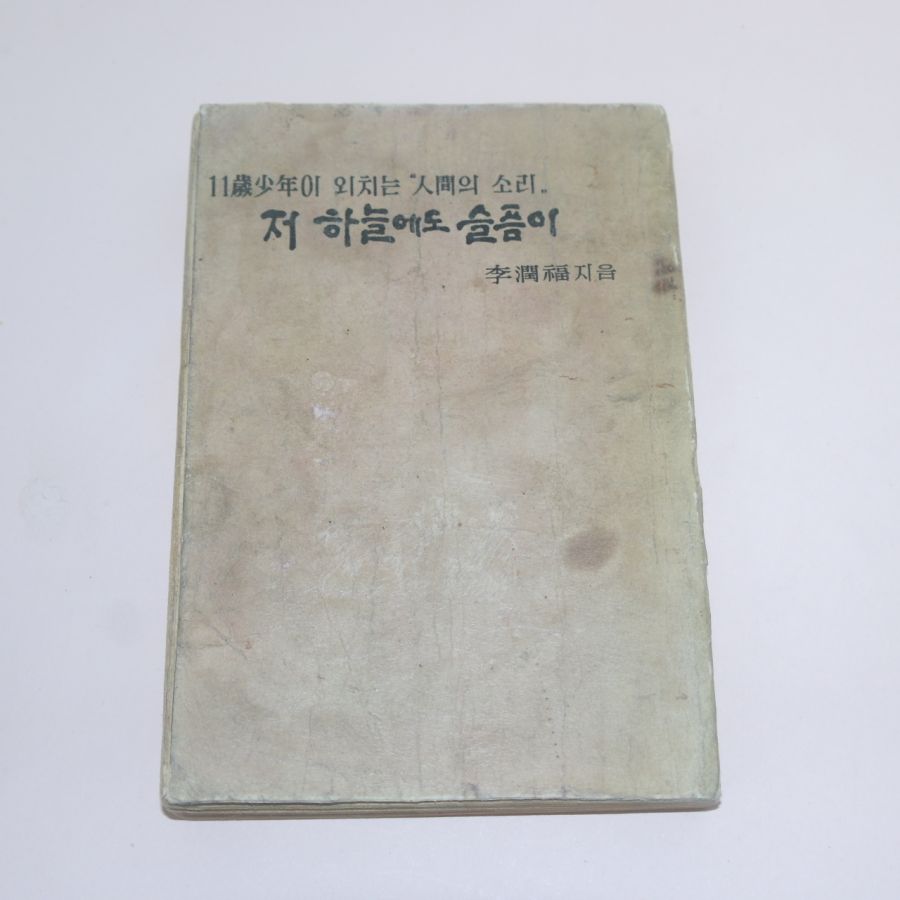 11歲少年이 외치는 “人間의 소리„
저 하늘에도 슬픔이
李潤福지음